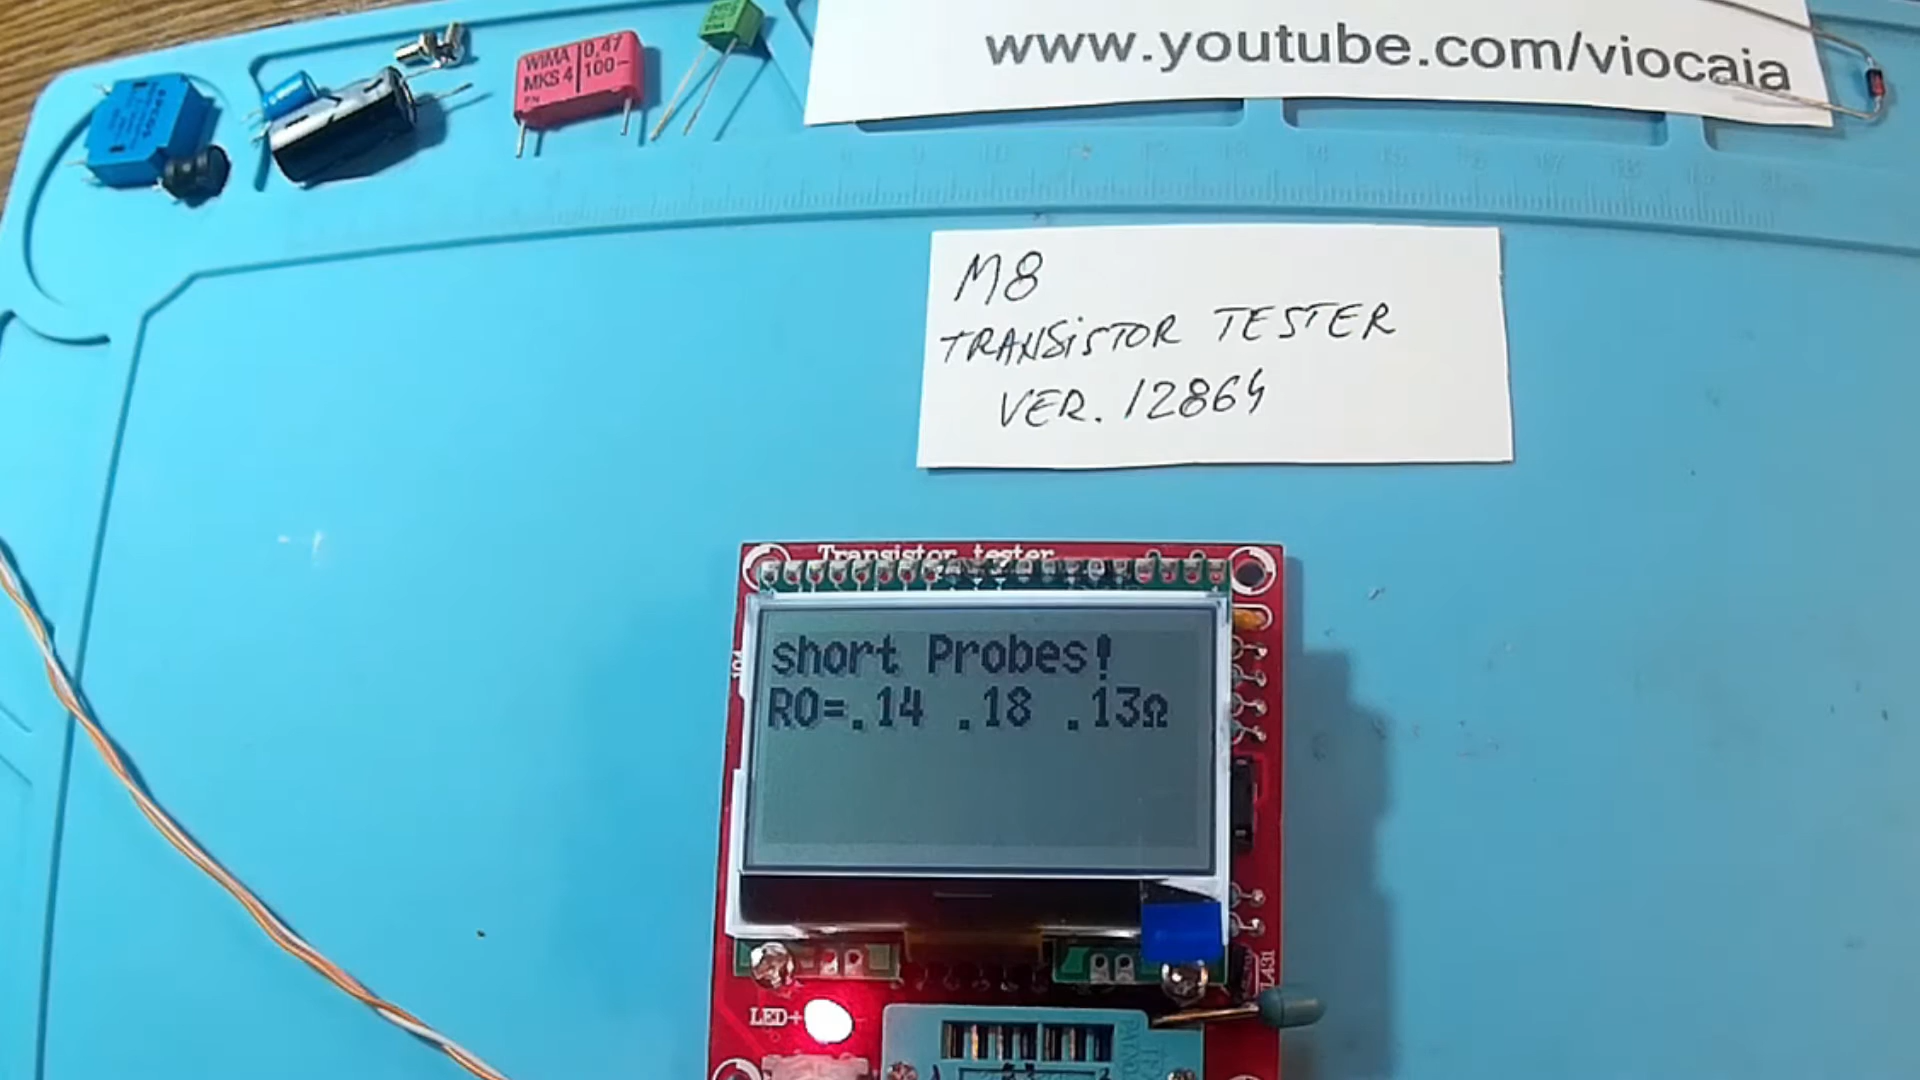 WIMA 0,47
MKS 4 100-
www.youtube.com/viocaia
M8
TRANSiSTOR TESTER
VER. 12864
Transistor tester
short Probes!
R0=.14 .18 .13Ω
LED+